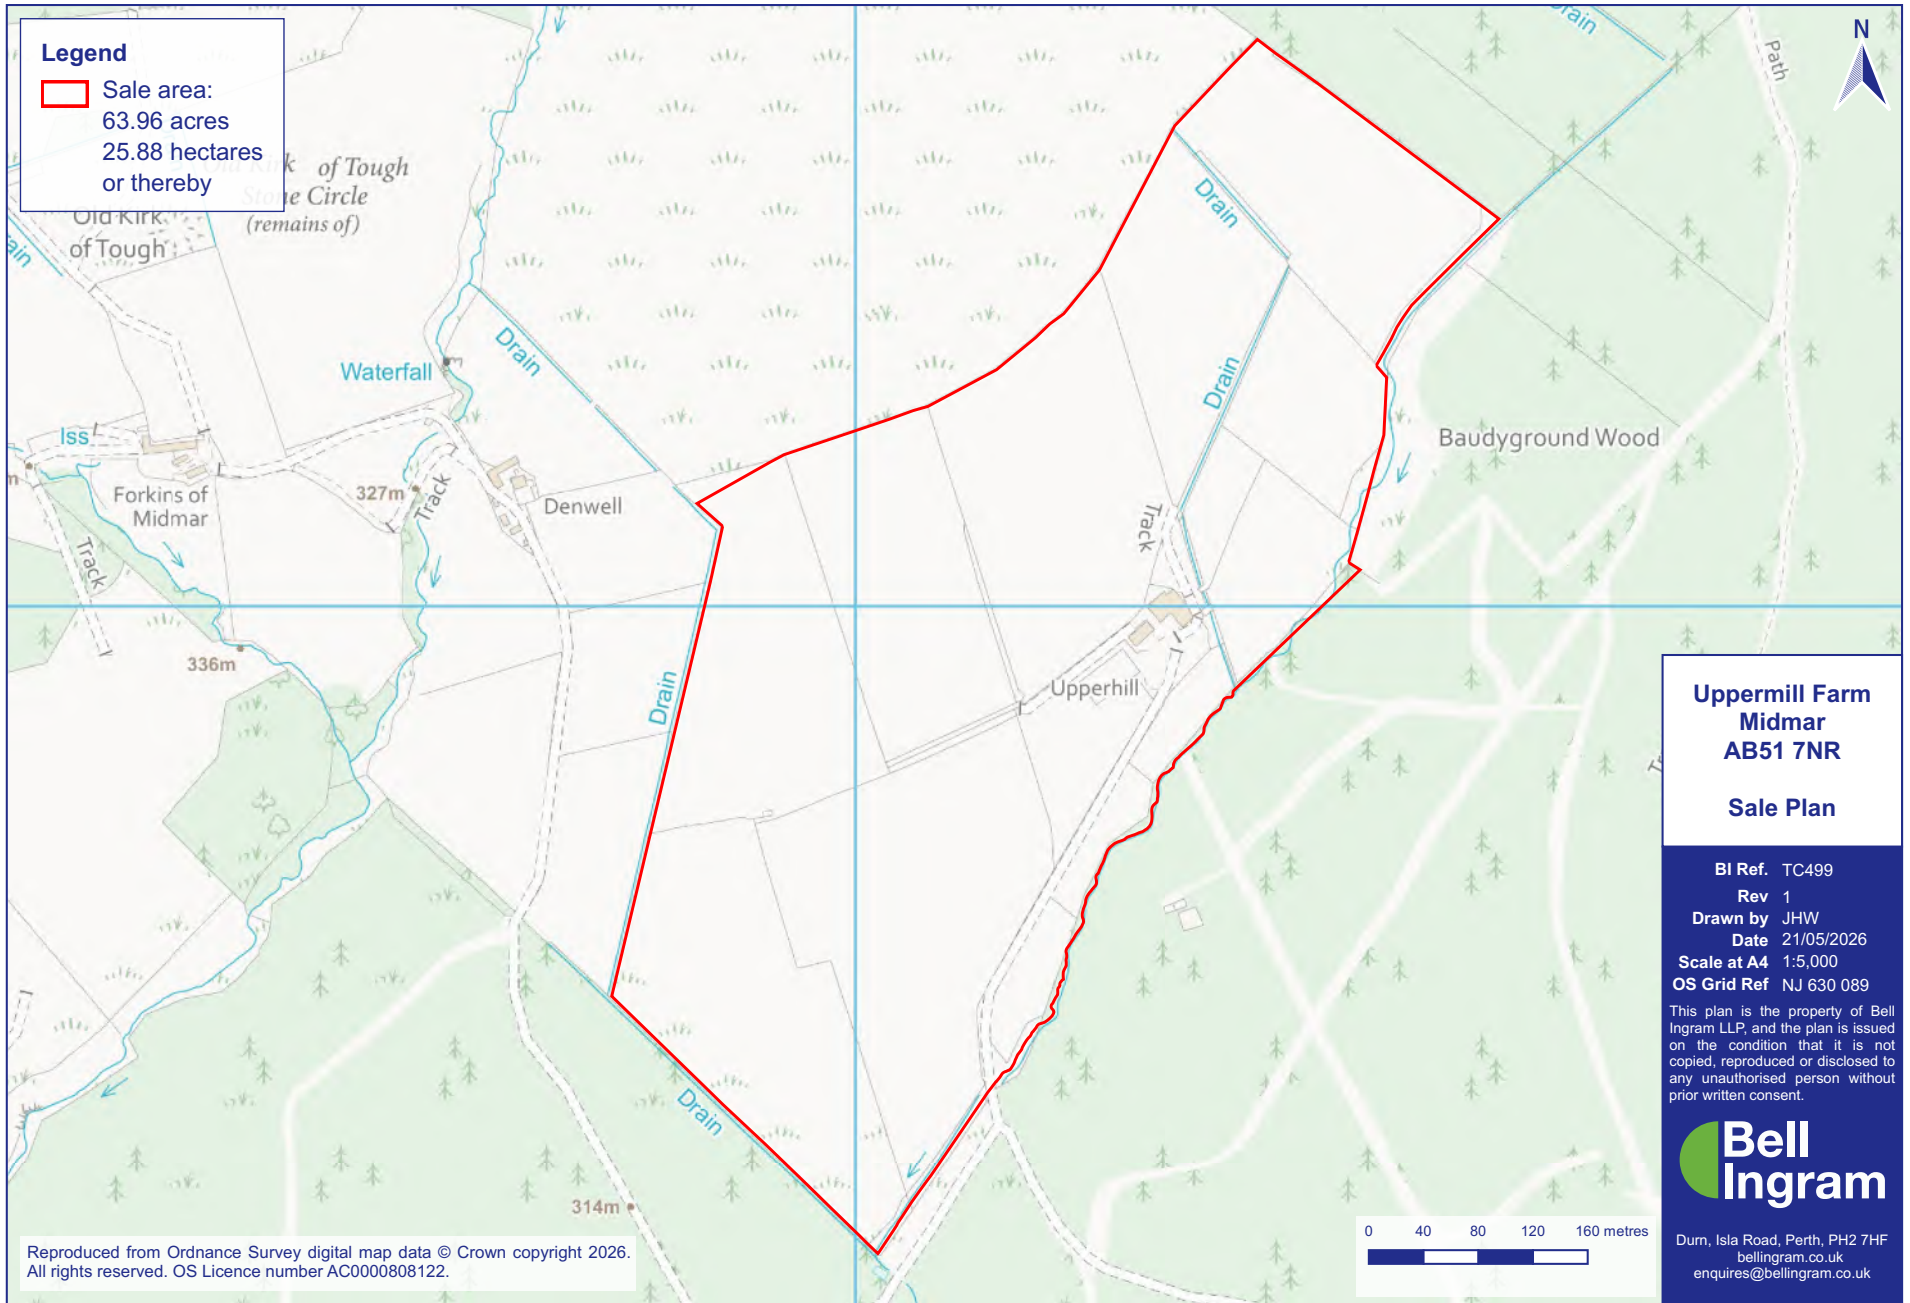 Legend
Sale area:
63.96 acres
25.88 hectares
or thereby
Old Kirk of Tough
Stone Circle
(remains of)
Old Kirk
of Tough
Drain
Drain
Path
N
Drain
Drain
Waterfall
Drain
Iss
Forkins of
Midmar
327m
Track
Denwell
Track
Track
Baudyground Wood
336m
Drain
Upperhill
Drain
314m
Uppermill Farm
Midmar
AB51 7NR
Sale Plan
BI Ref. TC499
Rev 1
Drawn by JHW
Date 21/05/2026
Scale at A4 1:5,000
OS Grid Ref NJ 630 089
This plan is the property of Bell
Ingram LLP, and the plan is issued
on the condition that it is not
copied, reproduced or disclosed to
any unauthorised person without
prior written consent.
Bell
Ingram
Durn, Isla Road, Perth, PH2 7HF
bellingram.co.uk
enquires@bellingram.co.uk
0 40 80 120 160 metres
Reproduced from Ordnance Survey digital map data © Crown copyright 2026.
All rights reserved. OS Licence number AC0000808122.